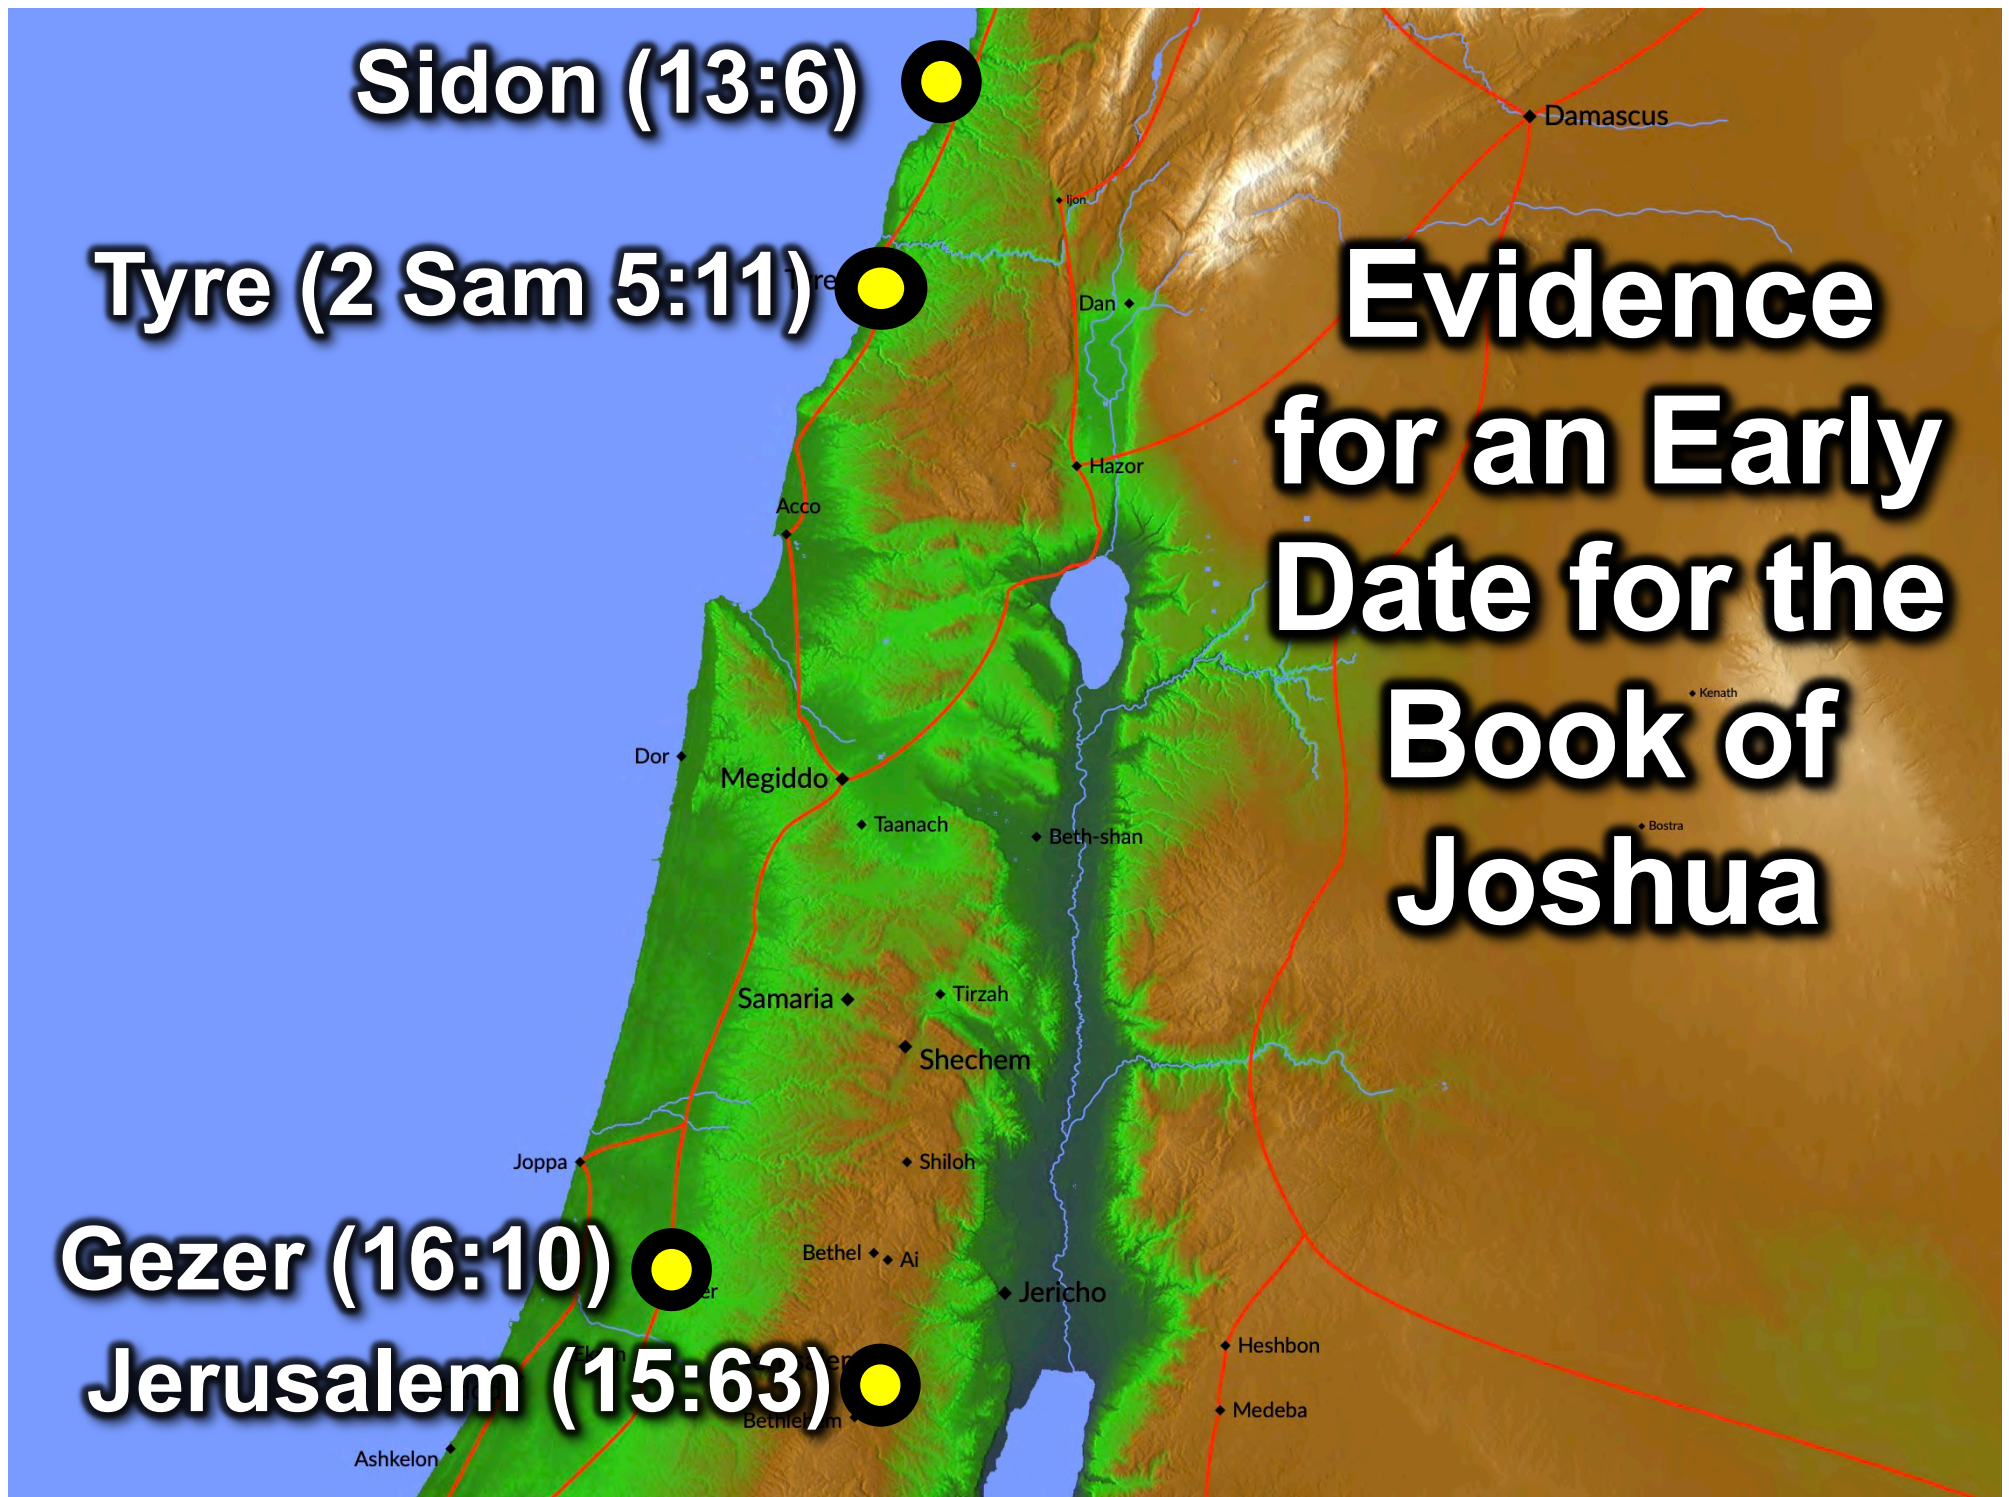 Sidon (13:6)
Damascus
Ijon
Tyre (2 Sam 5:11)
Dan
Evidence
for an Early
Date for the
Book of
Joshua
Hazor
Acco
Kenath
Dor
Megiddo
Taanach
Beth-shan
Bostra
Samaria
Tirzah
Shechem
Joppa
Shiloh
Gezer (16:10)
Bethel
Ai
Jericho
Heshbon
Jerusalem (15:63)
Bethlehem
Medeba
Ashkelon